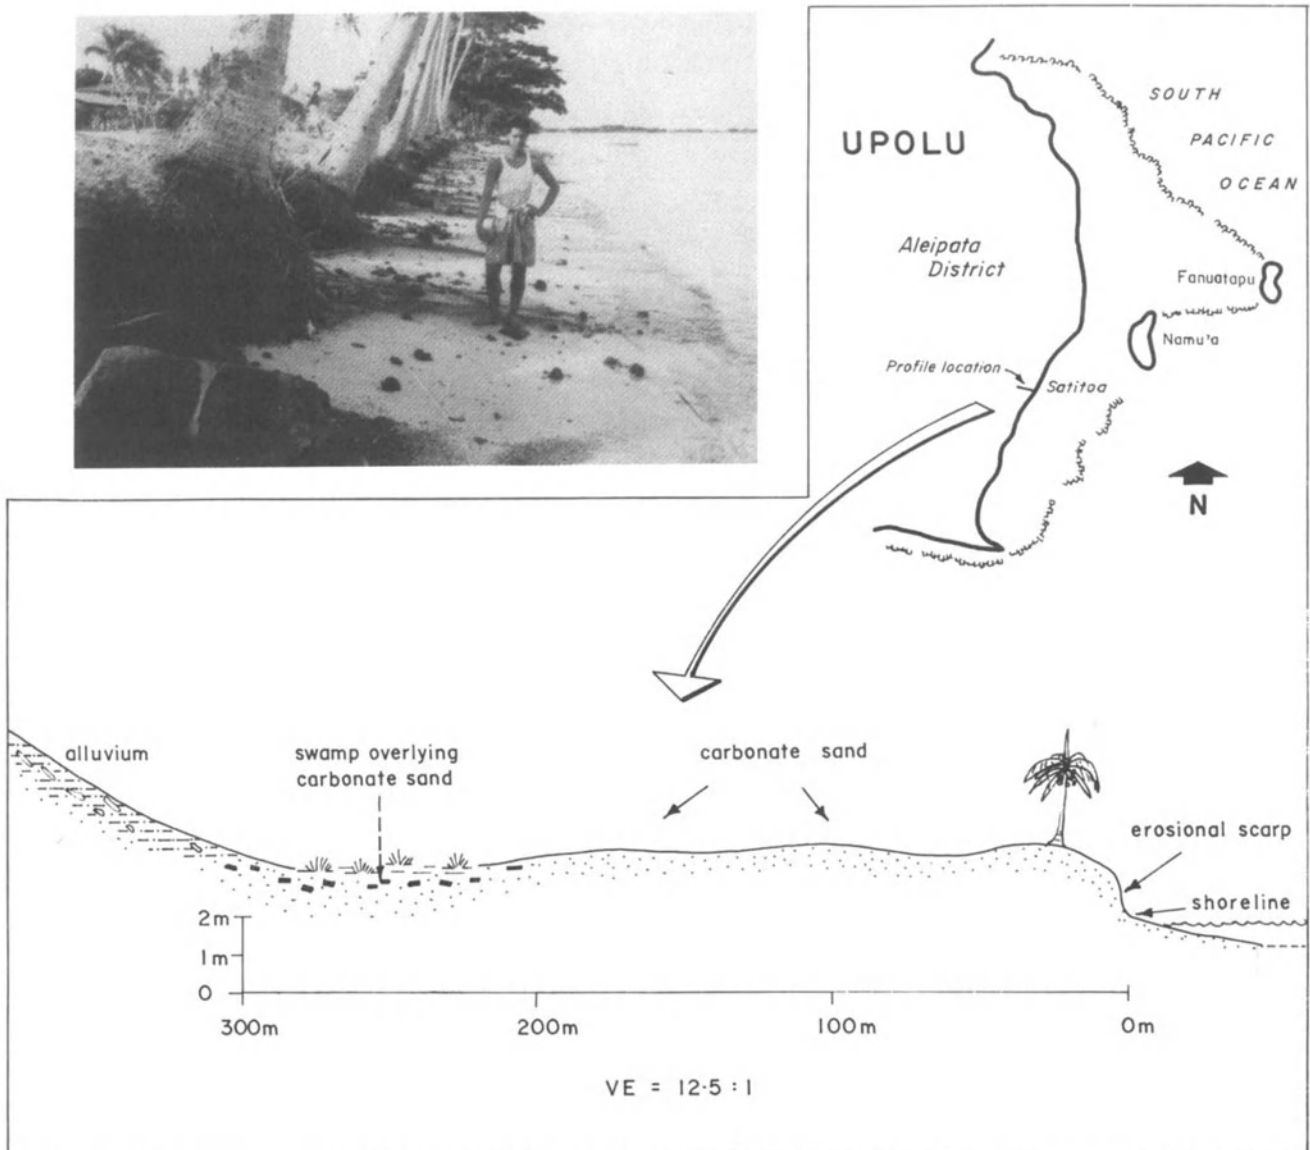 SOUTH
PACIFIC
OCEAN
UPOLU
Aleipata
District
Fanuatapu
Namu'a
Profile location
Satitoa
N
alluvium
swamp overlying
carbonate sand
carbonate sand
erosional scarp
shoreline
2m
1m
0
300m
200m
100m
0m
VE = 12·5 : 1